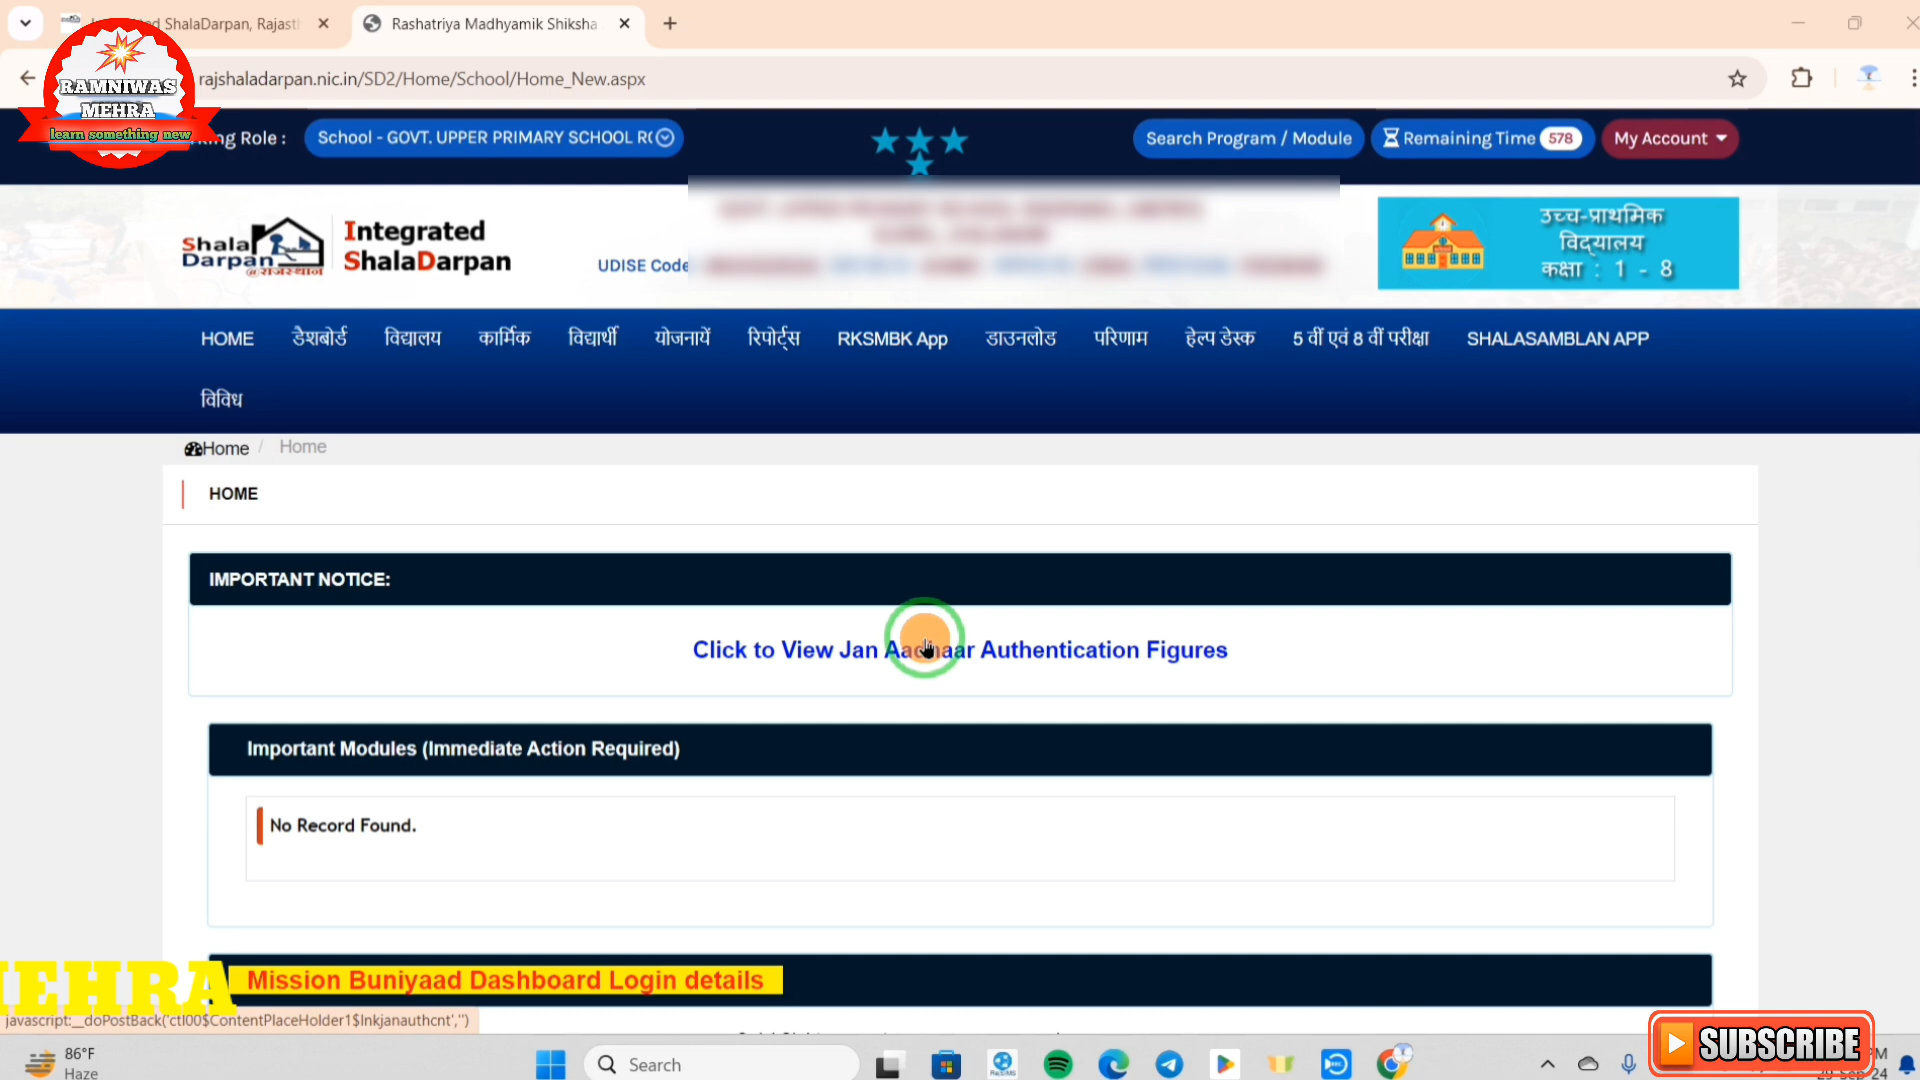 ShalaDarpan, Rajast
Rashatriya Madhyamik Shiksha
rajshaladarpan.nic.in/SD2/Home/School/Home_New.aspx
RAMNIWAS
MEHRA
learn something new
Role :
School - GOVT. UPPER PRIMARY SCHOOL R
Search Program / Module
Remaining Time 578
My Account
Shala
Darpan
@राजस्थान
Integrated
ShalaDarpan
UDISE Code
उच्च-प्राथमिक
विद्यालय
कक्षा : 1 - 8
HOME डैशबोर्ड विद्यालय कार्मिक विद्यार्थी योजनायें रिपोर्ट्स RKSMBK App डाउनलोड परिणाम हेल्प डेस्क 5 वीं एवं 8 वीं परीक्षा SHALASAMBLAN APP
विविध
Home / Home
HOME
IMPORTANT NOTICE:
Click to View Jan Aadhaar Authentication Figures
Important Modules (Immediate Action Required)
No Record Found.
MEHRA
Mission Buniyaad Dashboard Login details
javascript:__doPostBack('ctl00$ContentPlaceHolder1$lnkjanauthcnt','')
SUBSCRIBE
86°F
Haze
Search